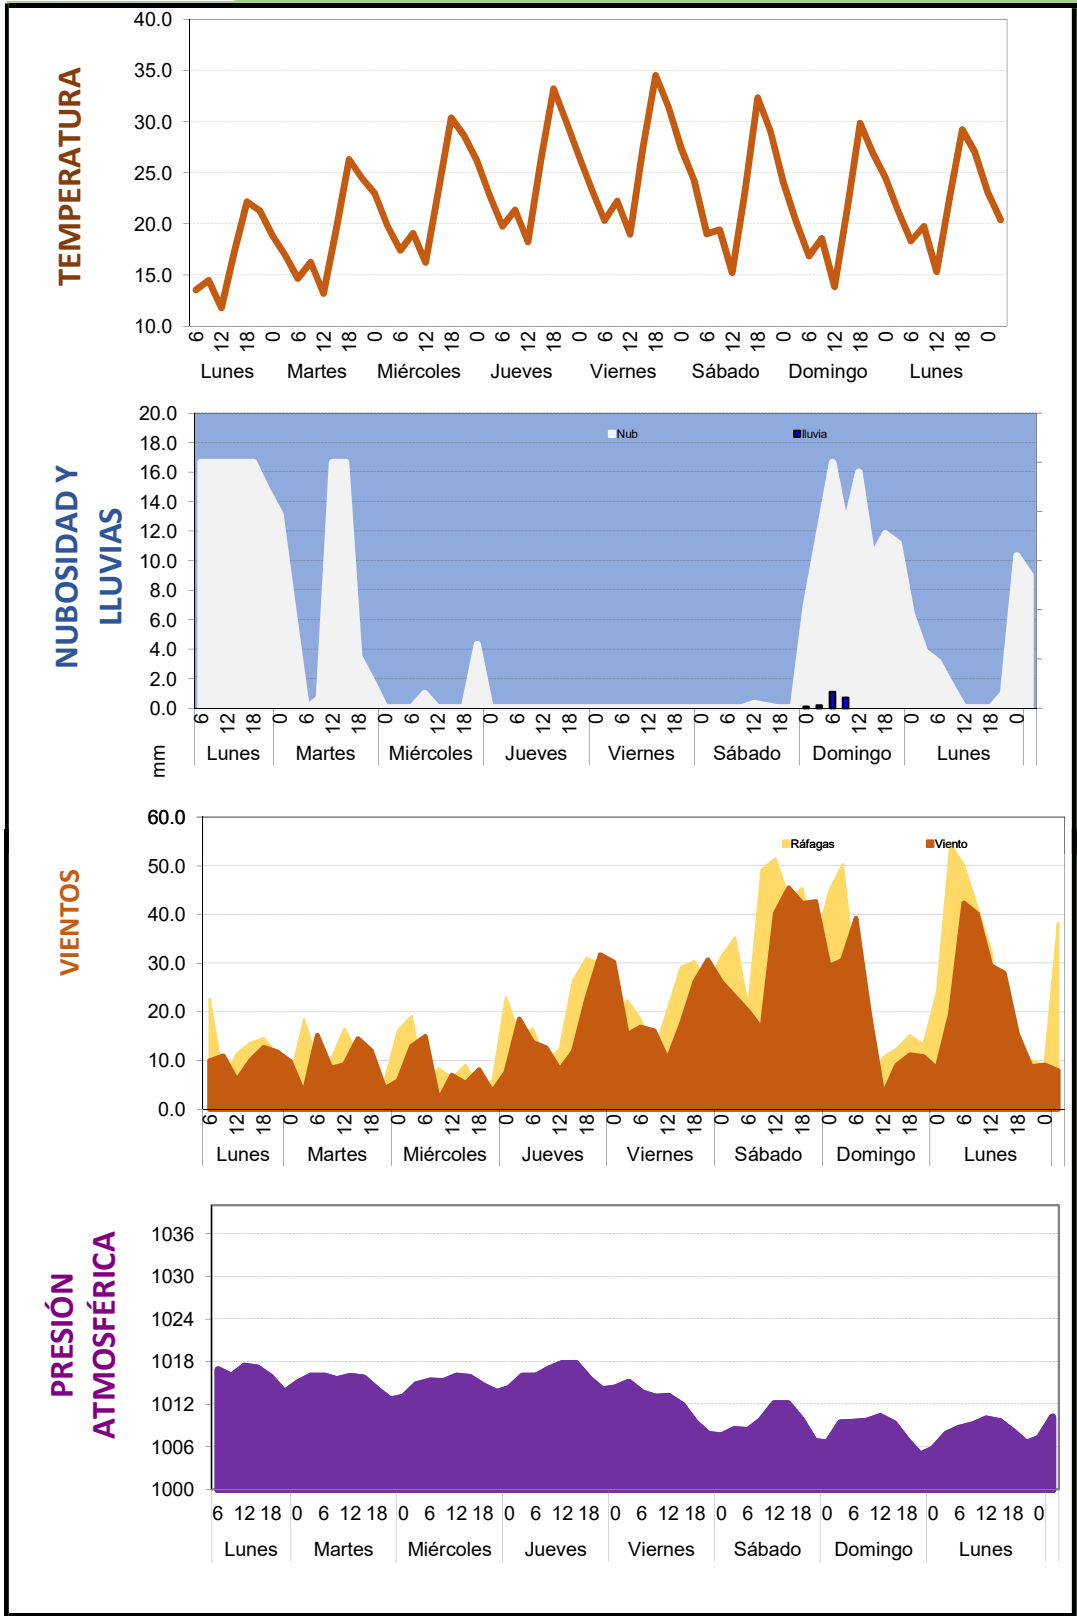 TEMPERATURA
40.0
35.0
30.0
25.0
20.0
15.0
10.0
6 12 18 0 6 12 18 0 6 12 18 0 6 12 18 0 6 12 18 0 6 12 18 0 6 12 18 0 6 12 18 0
Lunes Martes Miércoles Jueves Viernes Sábado Domingo Lunes
NUBOSIDAD Y
LLUVIAS
20.0
18.0
16.0
14.0
12.0
10.0
8.0
6.0
4.0
2.0
0.0
Nub lluvia
mm
6 12 18 0 6 12 18 0 6 12 18 0 6 12 18 0 6 12 18 0 6 12 18 0 6 12 18 0 6 12 18 0
Lunes Martes Miércoles Jueves Viernes Sábado Domingo Lunes
VIENTOS
60.0
50.0
40.0
30.0
20.0
10.0
0.0
Ráfagas Viento
6 12 18 0 6 12 18 0 6 12 18 0 6 12 18 0 6 12 18 0 6 12 18 0 6 12 18 0 6 12 18 0
Lunes Martes Miércoles Jueves Viernes Sábado Domingo Lunes
PRESIÓN
ATMOSFÉRICA
1036
1030
1024
1018
1012
1006
1000
6 12 18 0 6 12 18 0 6 12 18 0 6 12 18 0 6 12 18 0 6 12 18 0 6 12 18 0 6 12 18 0
Lunes Martes Miércoles Jueves Viernes Sábado Domingo Lunes